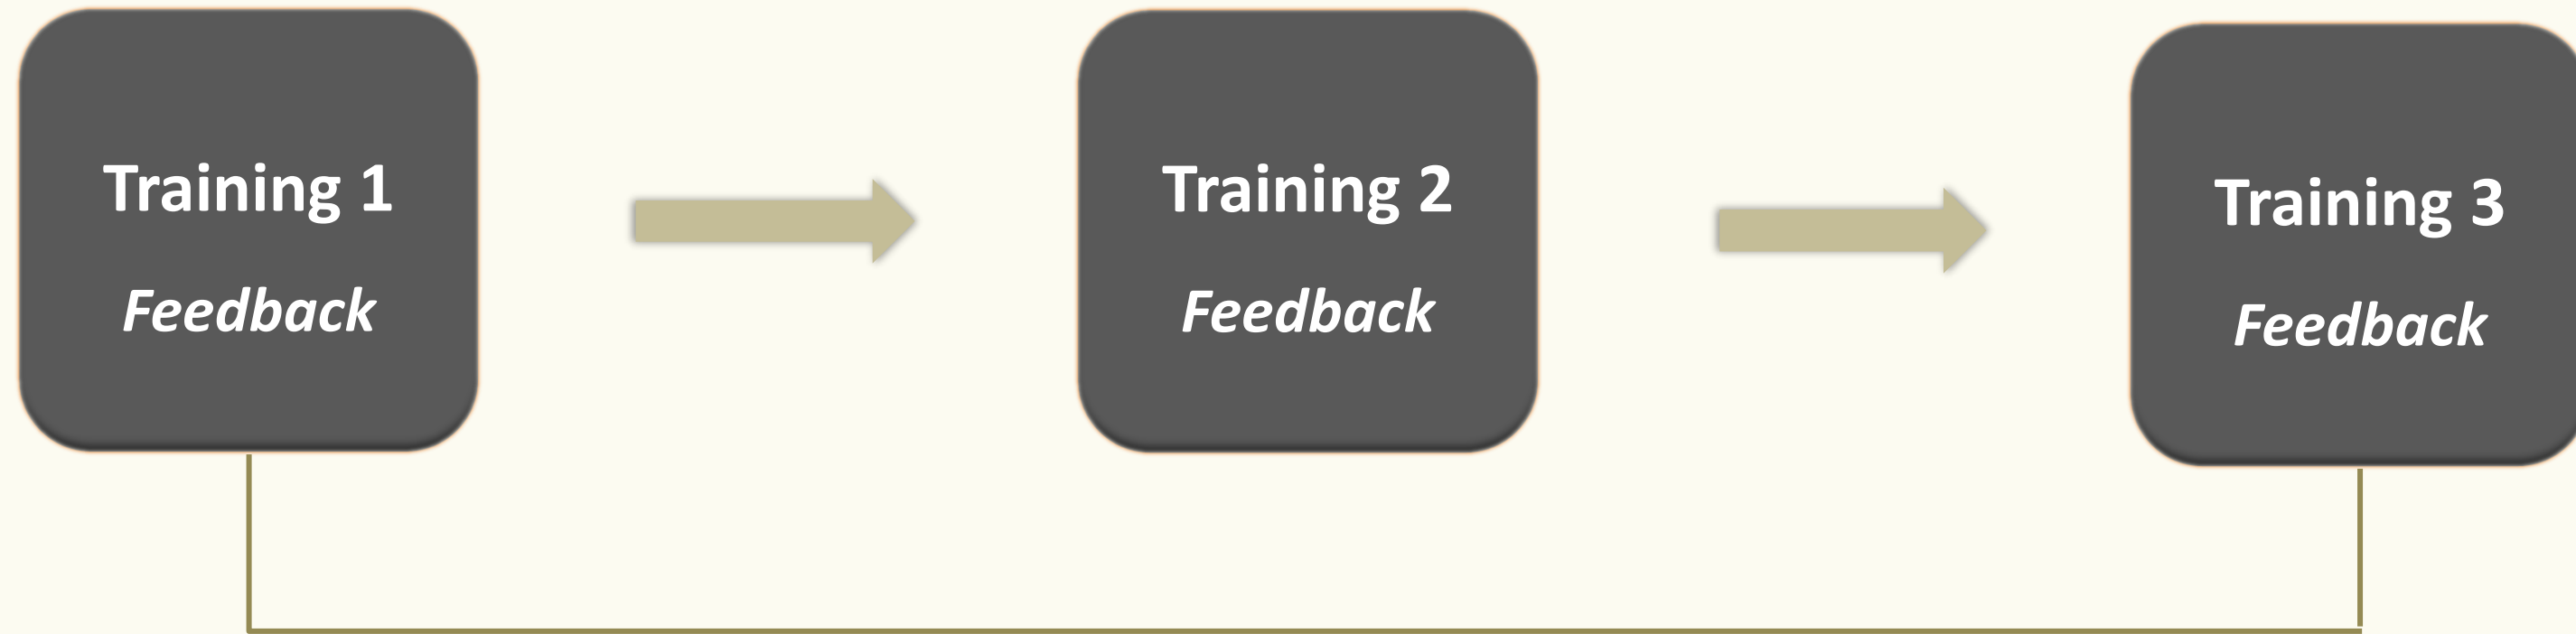 Training 1
Feedback
Training 2
Feedback
Training 3
Feedback